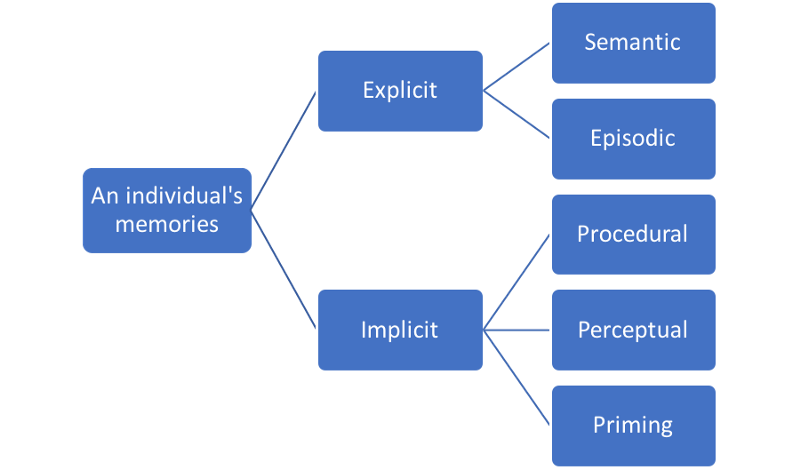 An individual's
memories
Explicit
Semantic
Episodic
Implicit
Procedural
Perceptual
Priming